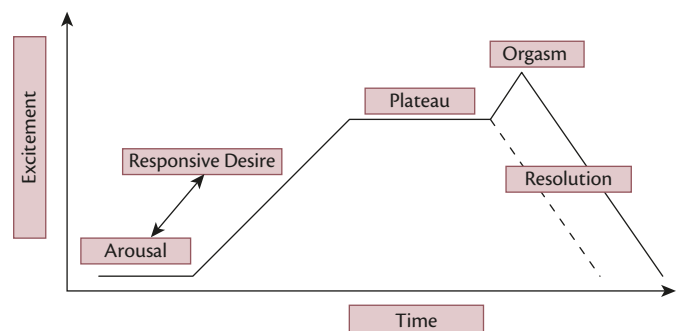 Orgasm
Plateau
Excitement
Responsive Desire
Resolution
Arousal
Time